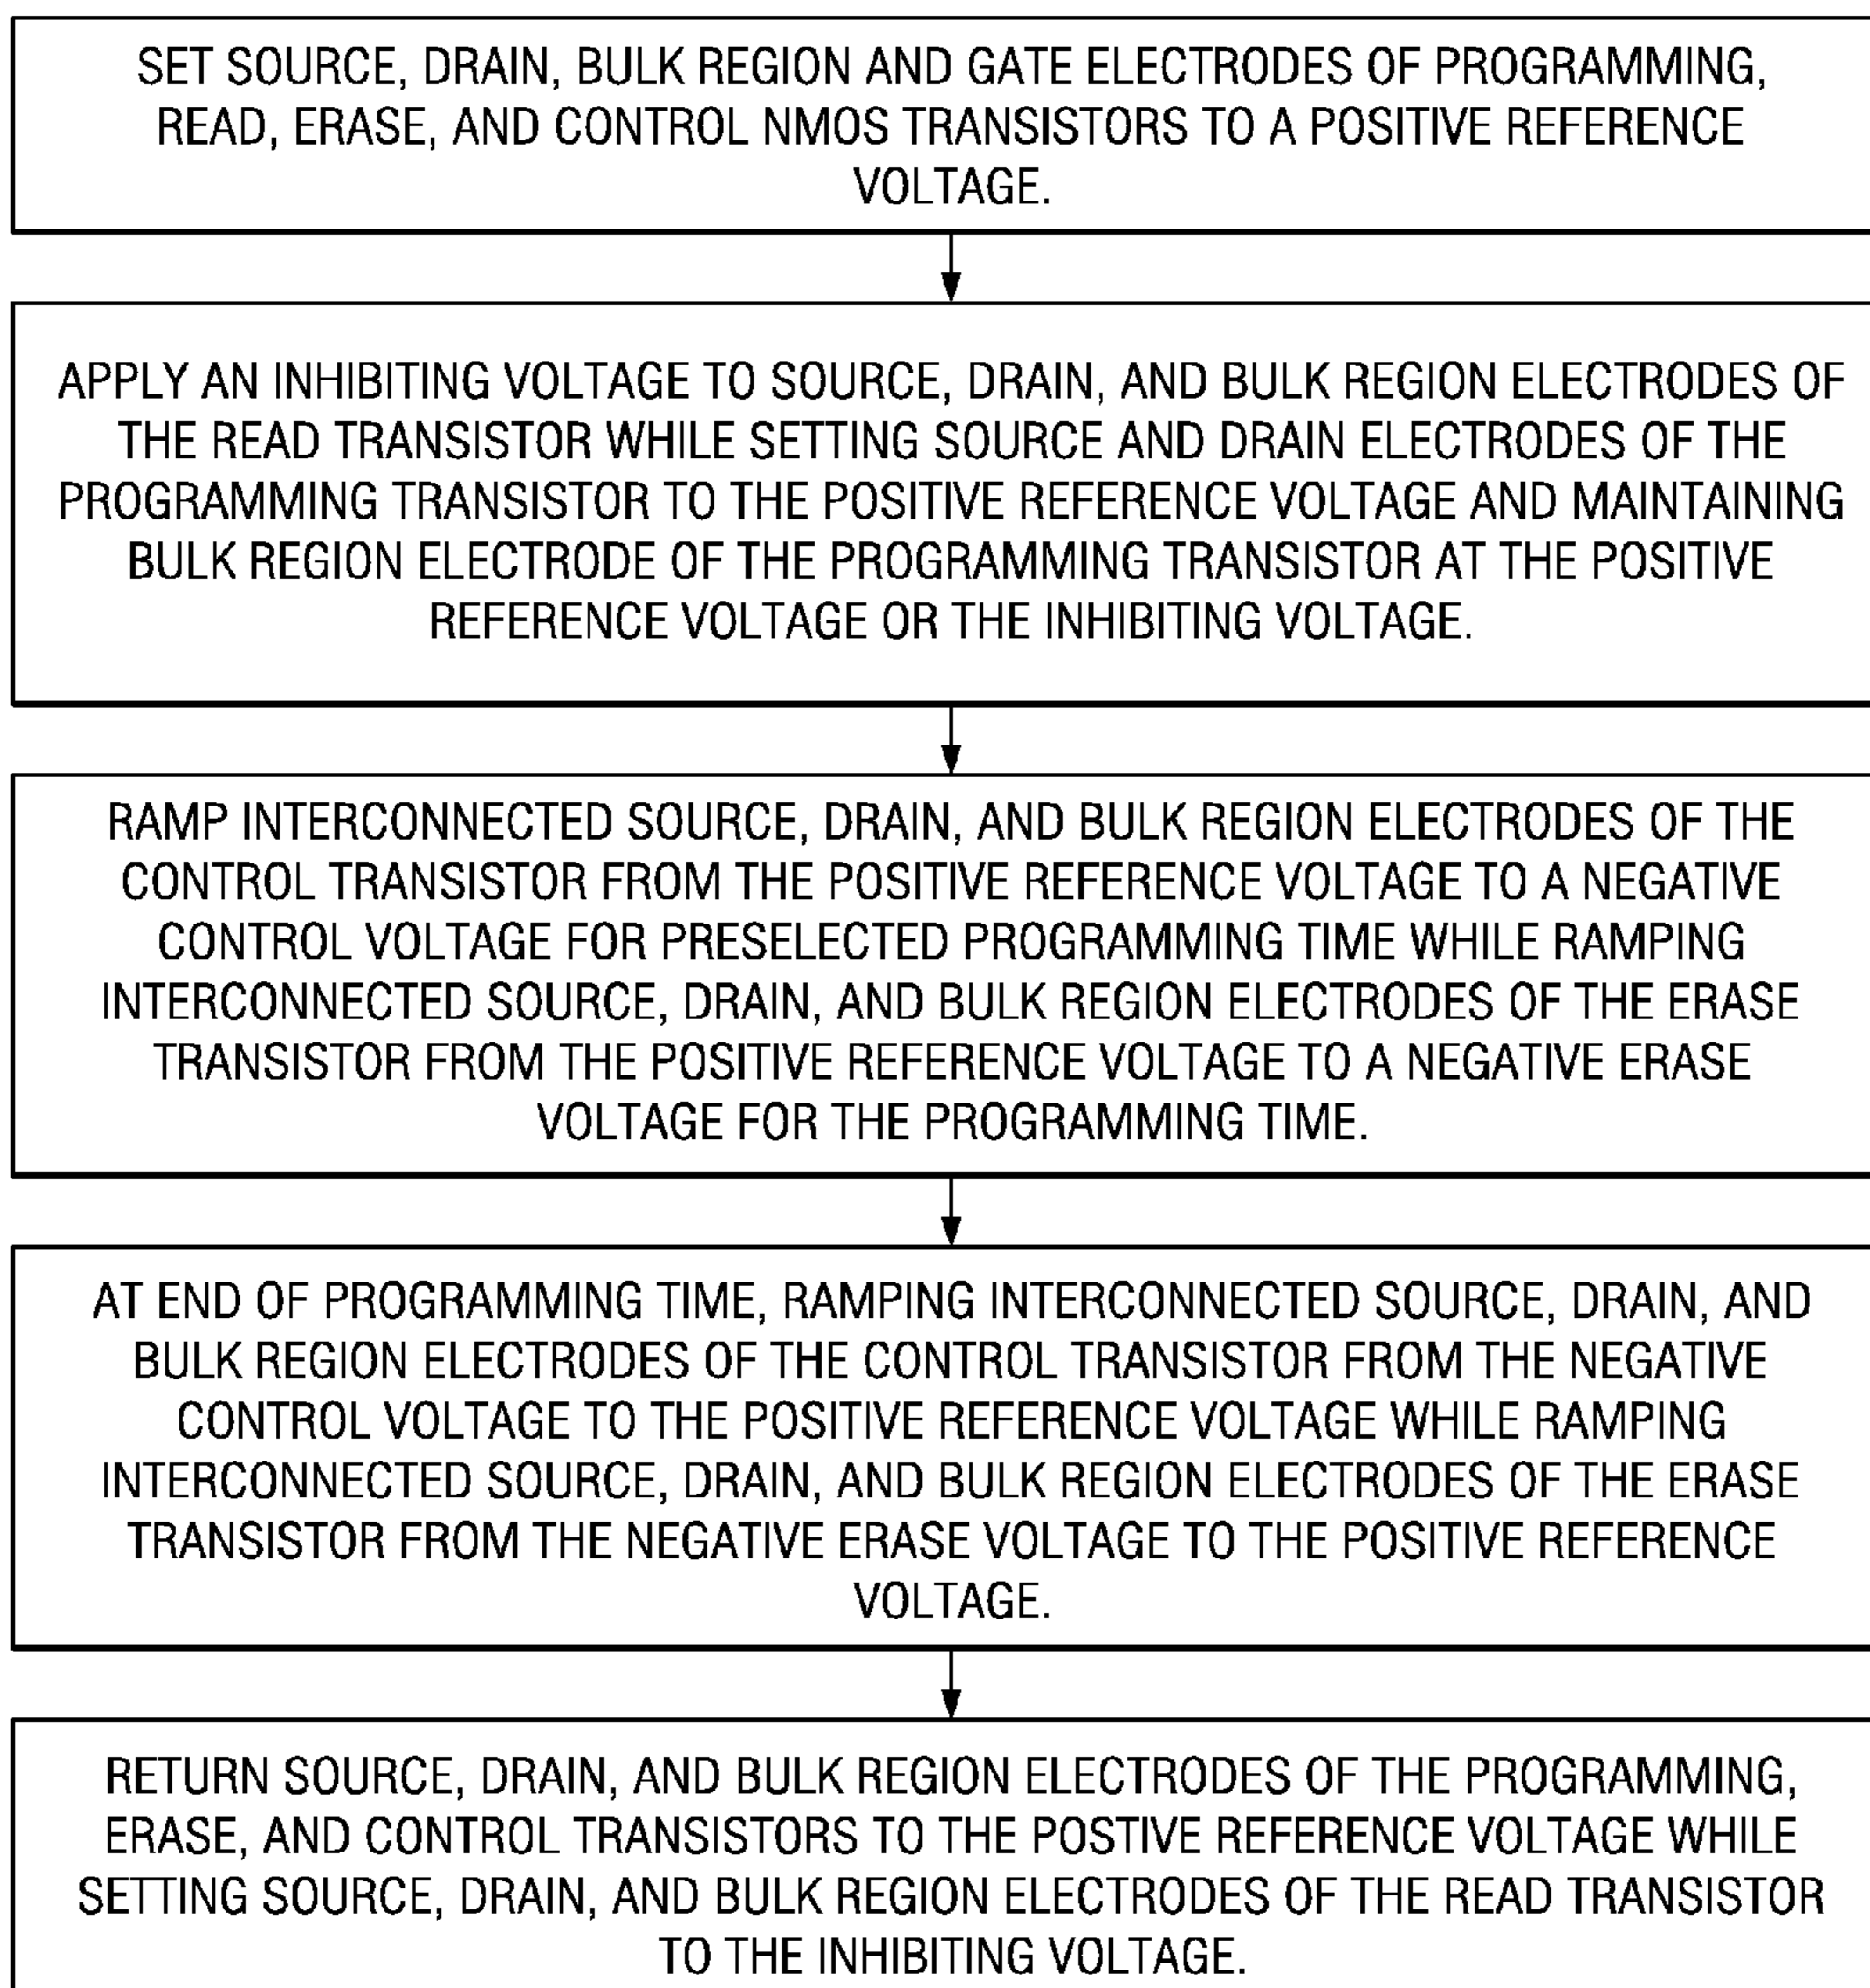 SET SOURCE, DRAIN, BULK REGION AND GATE ELECTRODES OF PROGRAMMING,
READ, ERASE, AND CONTROL NMOS TRANSISTORS TO A POSITIVE REFERENCE
VOLTAGE.
APPLY AN INHIBITING VOLTAGE TO SOURCE, DRAIN, AND BULK REGION ELECTRODES OF
THE READ TRANSISTOR WHILE SETTING SOURCE AND DRAIN ELECTRODES OF THE
PROGRAMMING TRANSISTOR TO THE POSITIVE REFERENCE VOLTAGE AND MAINTAINING
BULK REGION ELECTRODE OF THE PROGRAMMING TRANSISTOR AT THE POSITIVE
REFERENCE VOLTAGE OR THE INHIBITING VOLTAGE.
RAMP INTERCONNECTED SOURCE, DRAIN, AND BULK REGION ELECTRODES OF THE
CONTROL TRANSISTOR FROM THE POSITIVE REFERENCE VOLTAGE TO A NEGATIVE
CONTROL VOLTAGE FOR PRESELECTED PROGRAMMING TIME WHILE RAMPING
INTERCONNECTED SOURCE, DRAIN, AND BULK REGION ELECTRODES OF THE ERASE
TRANSISTOR FROM THE POSITIVE REFERENCE VOLTAGE TO A NEGATIVE ERASE
VOLTAGE FOR THE PROGRAMMING TIME.
AT END OF PROGRAMMING TIME, RAMPING INTERCONNECTED SOURCE, DRAIN, AND
BULK REGION ELECTRODES OF THE CONTROL TRANSISTOR FROM THE NEGATIVE
CONTROL VOLTAGE TO THE POSITIVE REFERENCE VOLTAGE WHILE RAMPING
INTERCONNECTED SOURCE, DRAIN, AND BULK REGION ELECTRODES OF THE ERASE
TRANSISTOR FROM THE NEGATIVE ERASE VOLTAGE TO THE POSITIVE REFERENCE
VOLTAGE.
RETURN SOURCE, DRAIN, AND BULK REGION ELECTRODES OF THE PROGRAMMING,
ERASE, AND CONTROL TRANSISTORS TO THE POSTIVE REFERENCE VOLTAGE WHILE
SETTING SOURCE, DRAIN, AND BULK REGION ELECTRODES OF THE READ TRANSISTOR
TO THE INHIBITING VOLTAGE.